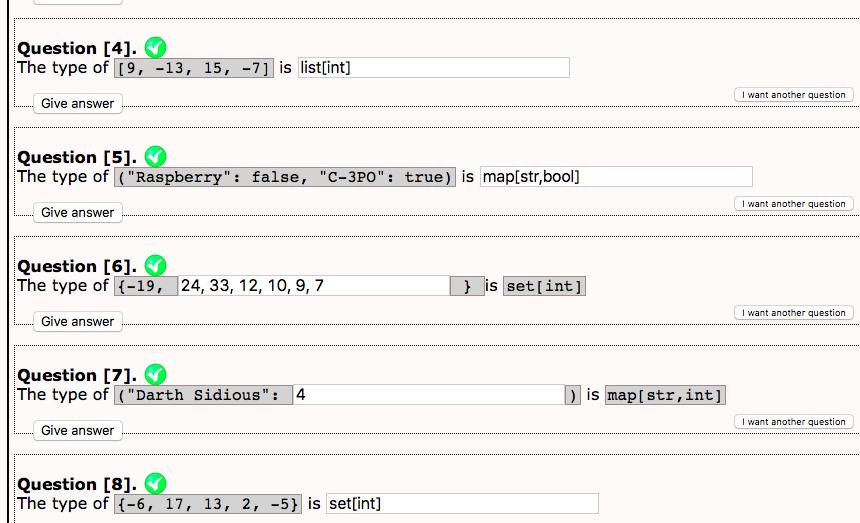 Question [4].
The type of [9, -13, 15, -7] is list[int]
I want another question
Give answer
Question [5].
The type of ("Raspberry": false, "C-3PO": true) is map[str,bool]
I want another question
Give answer
Question [6].
The type of {-19, 24, 33, 12, 10, 9, 7 } is set[int]
I want another question
Give answer
Question [7].
The type of ("Darth Sidious": 4 ) is map[str,int]
I want another question
Give answer
Question [8].
The type of {-6, 17, 13, 2, -5} is set[int]